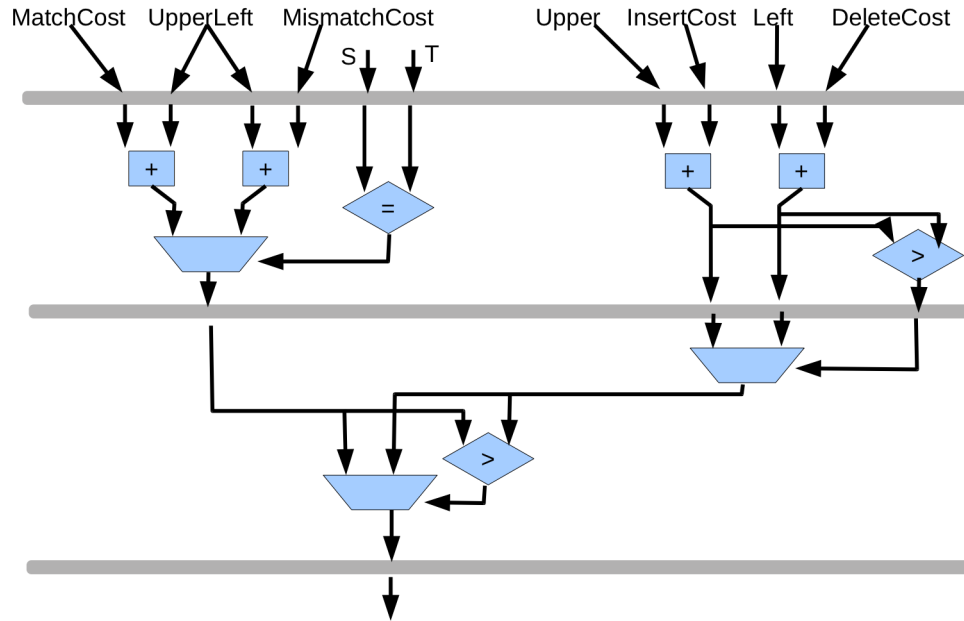 MatchCost UpperLeft MismatchCost Upper InsertCost Left DeleteCost
S T
+ + + +
=
>
>